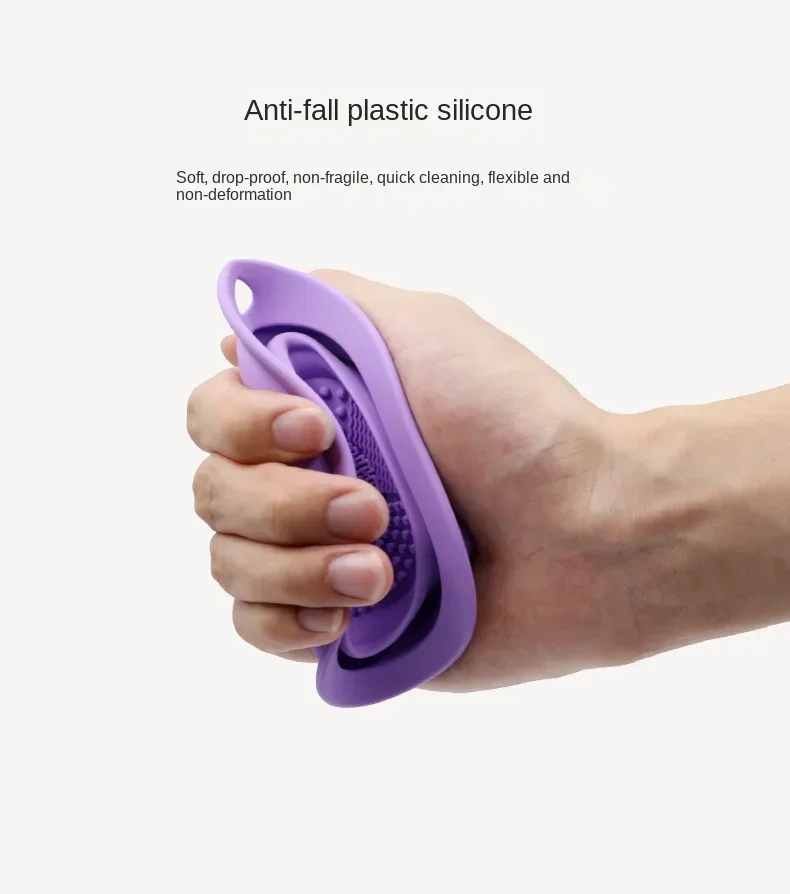 Anti-fall plastic silicone
Soft, drop-proof, non-fragile, quick cleaning, flexible and
non-deformation